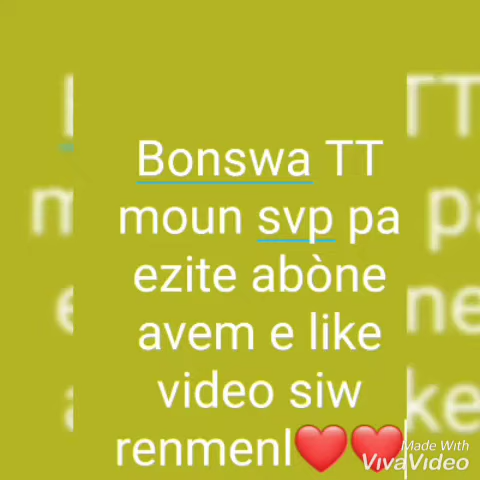 Bonswa TT
moun svp pa
ezite abòne
avem e like
video siw
renmenl❤️❤️
Made With
VivaVideo